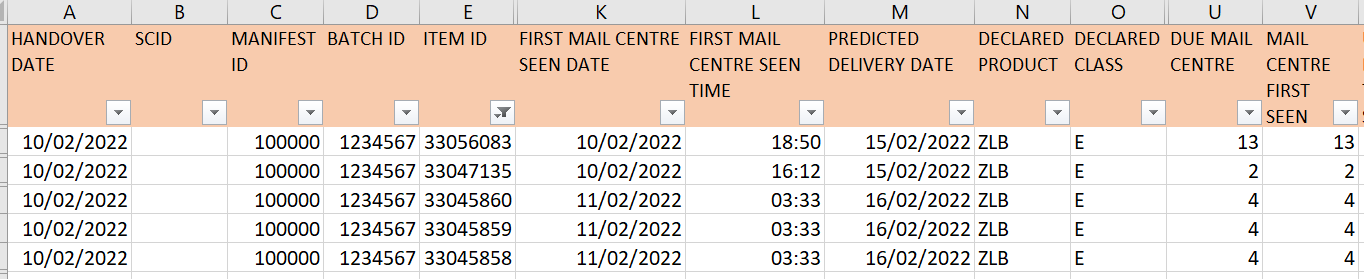 A B C D E K L M N O U V
HANDOVER DATE SCID MANIFEST ID BATCH ID ITEM ID FIRST MAIL CENTRE SEEN DATE FIRST MAIL CENTRE SEEN TIME PREDICTED DELIVERY DATE DECLARED PRODUCT DECLARED CLASS DUE MAIL CENTRE MAIL CENTRE FIRST SEEN
10/02/2022 100000 1234567 33056083 10/02/2022 18:50 15/02/2022 ZLB E 13 13
10/02/2022 100000 1234567 33047135 10/02/2022 16:12 15/02/2022 ZLB E 2 2
10/02/2022 100000 1234567 33045860 11/02/2022 03:33 16/02/2022 ZLB E 4 4
10/02/2022 100000 1234567 33045859 11/02/2022 03:33 16/02/2022 ZLB E 4 4
10/02/2022 100000 1234567 33045858 11/02/2022 03:33 16/02/2022 ZLB E 4 4